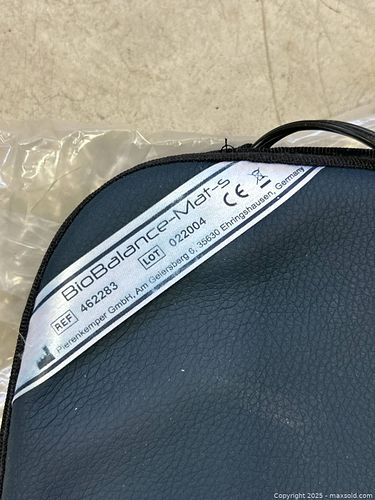 BioBalance-Mat-s
CE
REF 462283
LOT 022004
Pierenkemper GmbH, Am Geiersberg 6, 35630 Ehringshausen, Germany
Copyright 2025 - maxsold.com